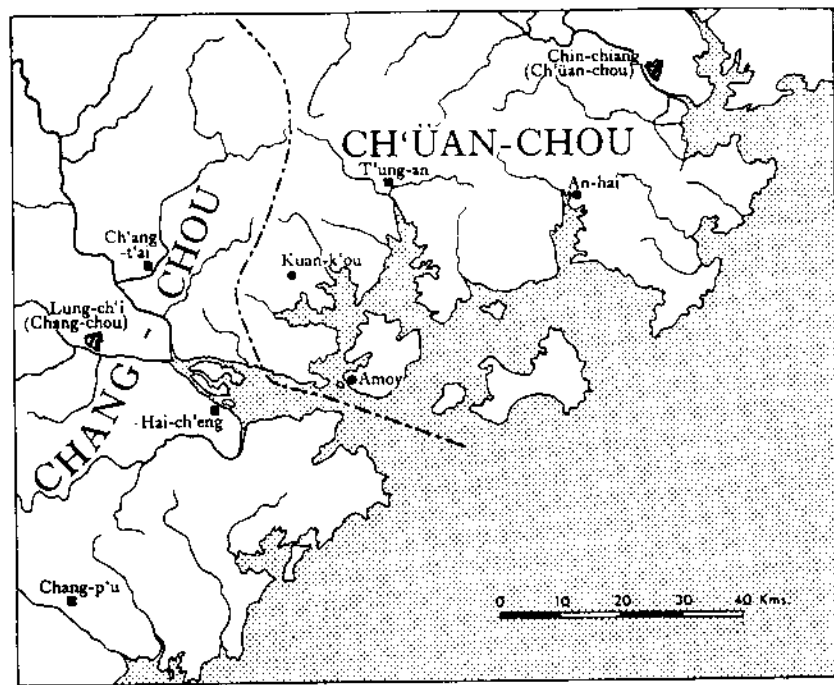 Chin-chiang
(Ch'üan-chou)
CH'ÜAN-CHOU
T'ung-an
An-hai
Ch'ang
-t'ai
Kuan-k'ou
Lung-ch'i
(Chang-chou)
CHANG - CHOU
Amoy
Hai-ch'eng
Chang-p'u
0 10 20 30 40 Kms.